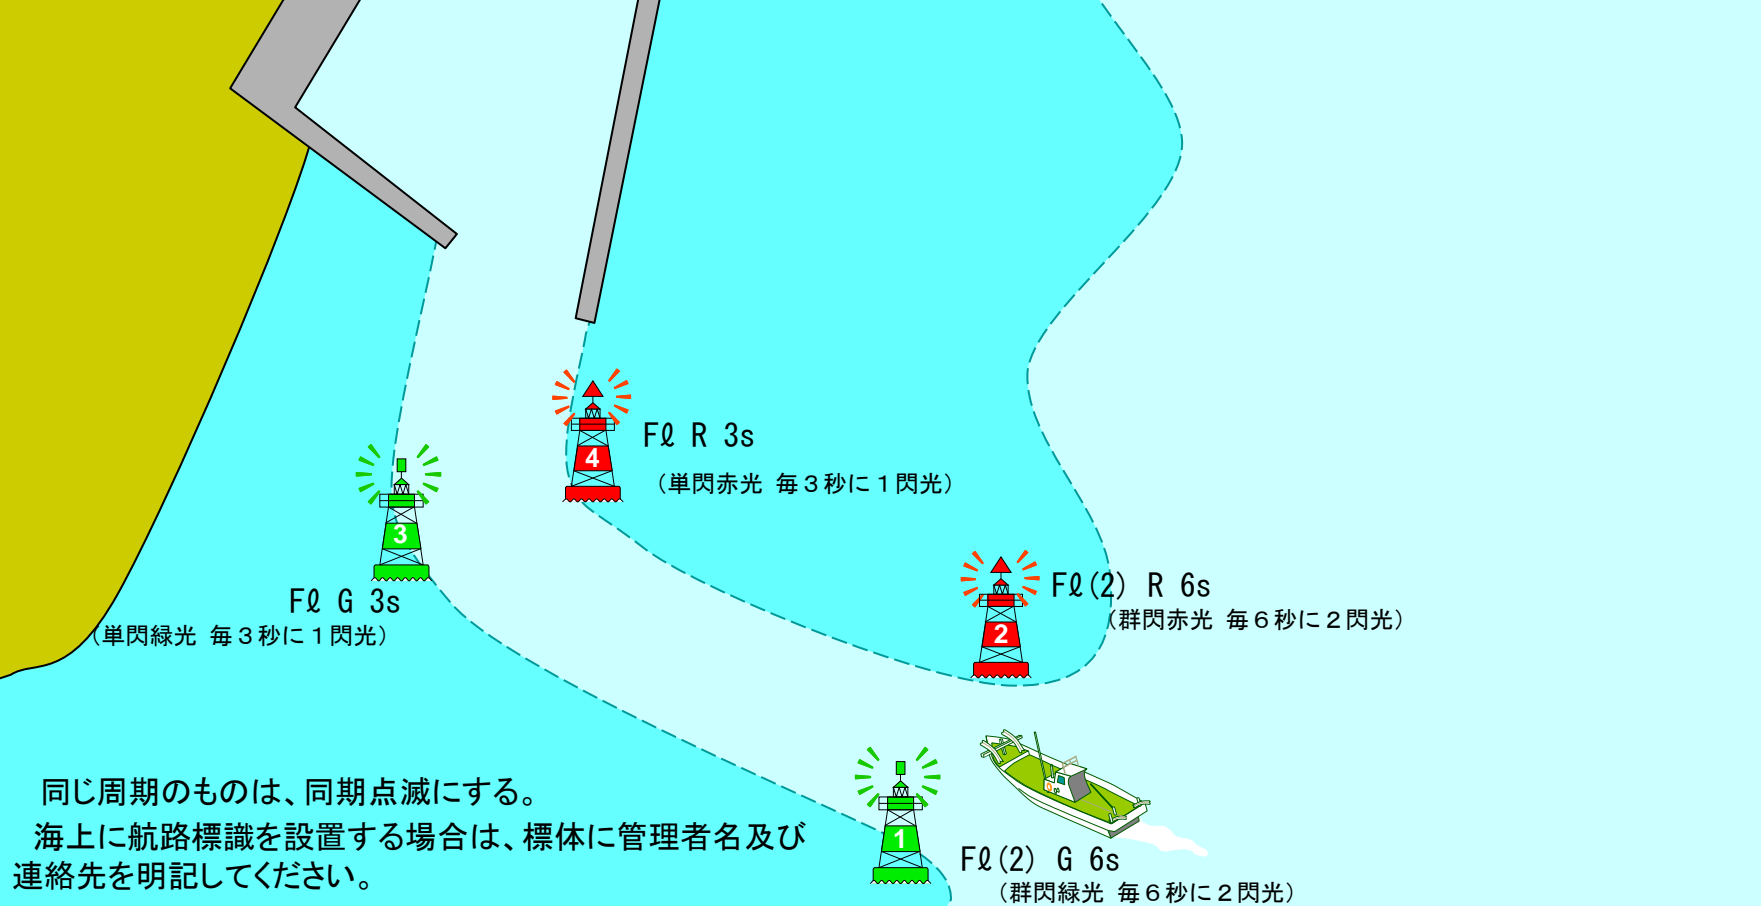 4
Fℓ R 3s
（単閃赤光 毎３秒に１閃光）
3
Fℓ G 3s
（単閃緑光 毎３秒に１閃光）
2
Fℓ(2) R 6s
（群閃赤光 毎６秒に２閃光）
1
Fℓ(2) G 6s
（群閃緑光 毎６秒に２閃光）
同じ周期のものは、同期点滅にする。
海上に航路標識を設置する場合は、標体に管理者名及び
連絡先を明記してください。